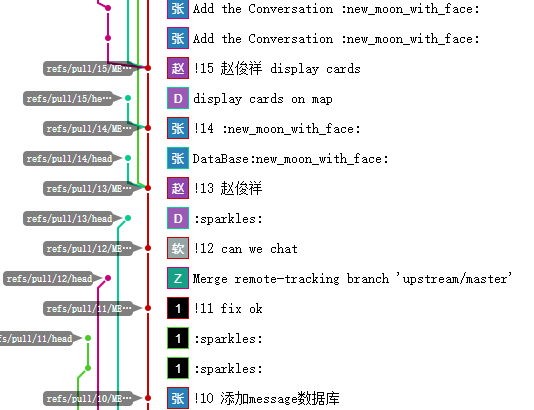 张 Add the Conversation :new_moon_with_face:
张 Add the Conversation :new_moon_with_face:
refs/pull/15/ME… 赵 !15 赵俊祥 display cards
refs/pull/15/he… D display cards on map
refs/pull/14/ME… 张 !14 :new_moon_with_face:
refs/pull/14/head 张 DataBase:new_moon_with_face:
refs/pull/13/ME… 赵 !13 赵俊祥
refs/pull/13/head D :sparkles:
refs/pull/12/ME… 软 !12 can we chat
refs/pull/12/head Z Merge remote-tracking branch 'upstream/master'
refs/pull/11/ME… 1 !11 fix ok
fs/pull/11/head 1 :sparkles:
1 :sparkles:
refs/pull/10/ME… 张 !10 添加message数据库